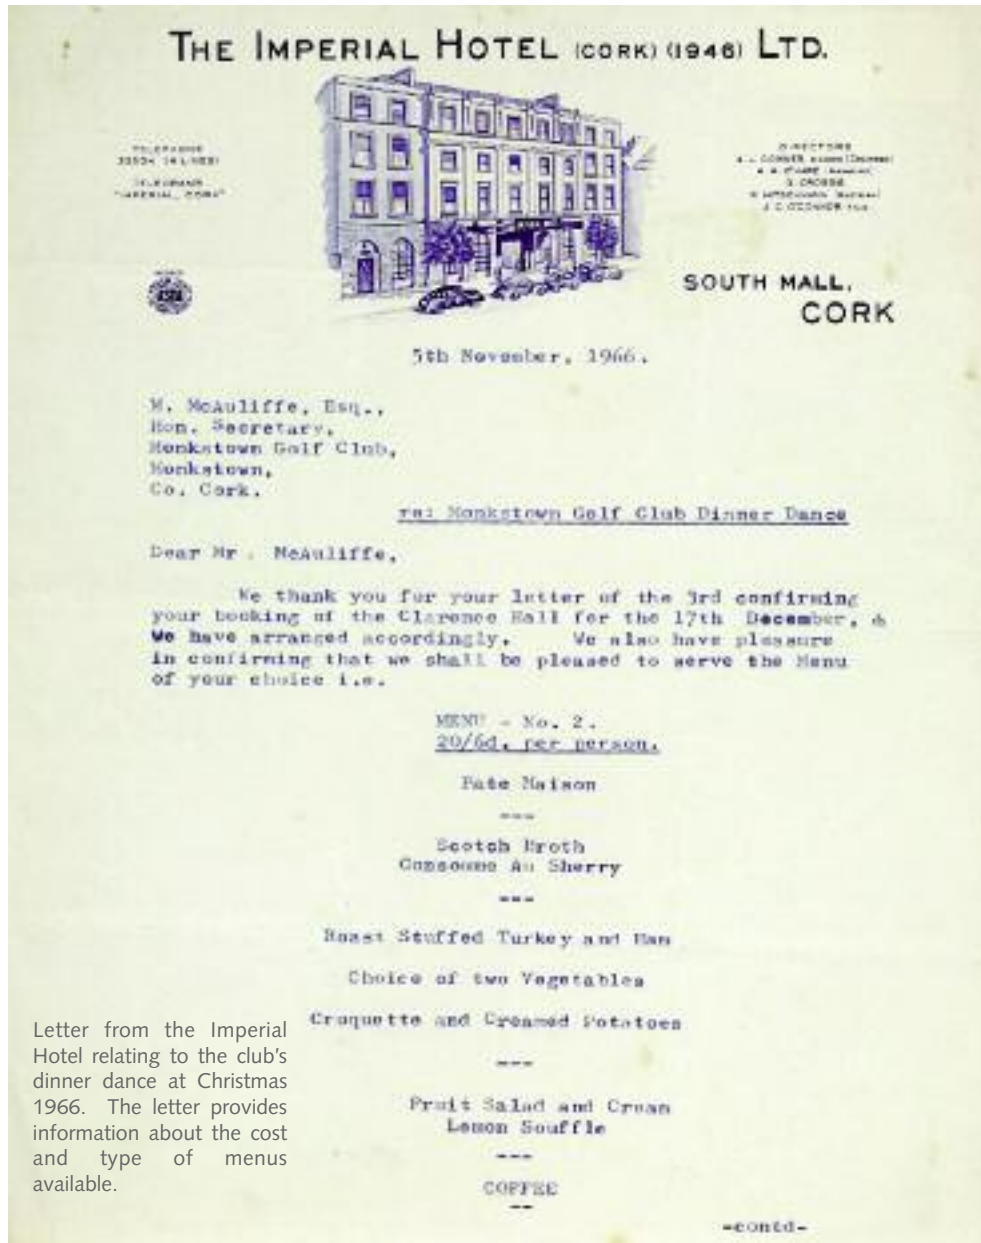 THE IMPERIAL HOTEL (CORK) (1946) LTD.
TELEPHONE
(4 LINES)
TELEGRAMS
"IMPERIAL, CORK"
DIRECTORS
SOUTH MALL,
CORK
5th November, 1966.
M. McAuliffe, Esq.,
Hon. Secretary,
Monkstown Golf Club,
Monkstown,
Co. Cork.
re: Monkstown Golf Club Dinner Dance
Dear Mr. McAuliffe,
We thank you for your letter of the 3rd confirming
your booking of the Clarence Hall for the 17th December, &
We have arranged accordingly. We also have pleasure
in confirming that we shall be pleased to serve the Menu
of your choice i.e.
MENU - No. 2.
20/6d. per person.
Pate Maison
---
Scotch Broth
Consomme Au Sherry
---
Roast Stuffed Turkey and Ham
Choice of two Vegetables
Croquette and Creamed Potatoes
---
Fruit Salad and Cream
Lemon Souffle
---
COFFEE
--
-contd-
Letter from the Imperial
Hotel relating to the club's
dinner dance at Christmas
1966. The letter provides
information about the cost
and type of menus
available.